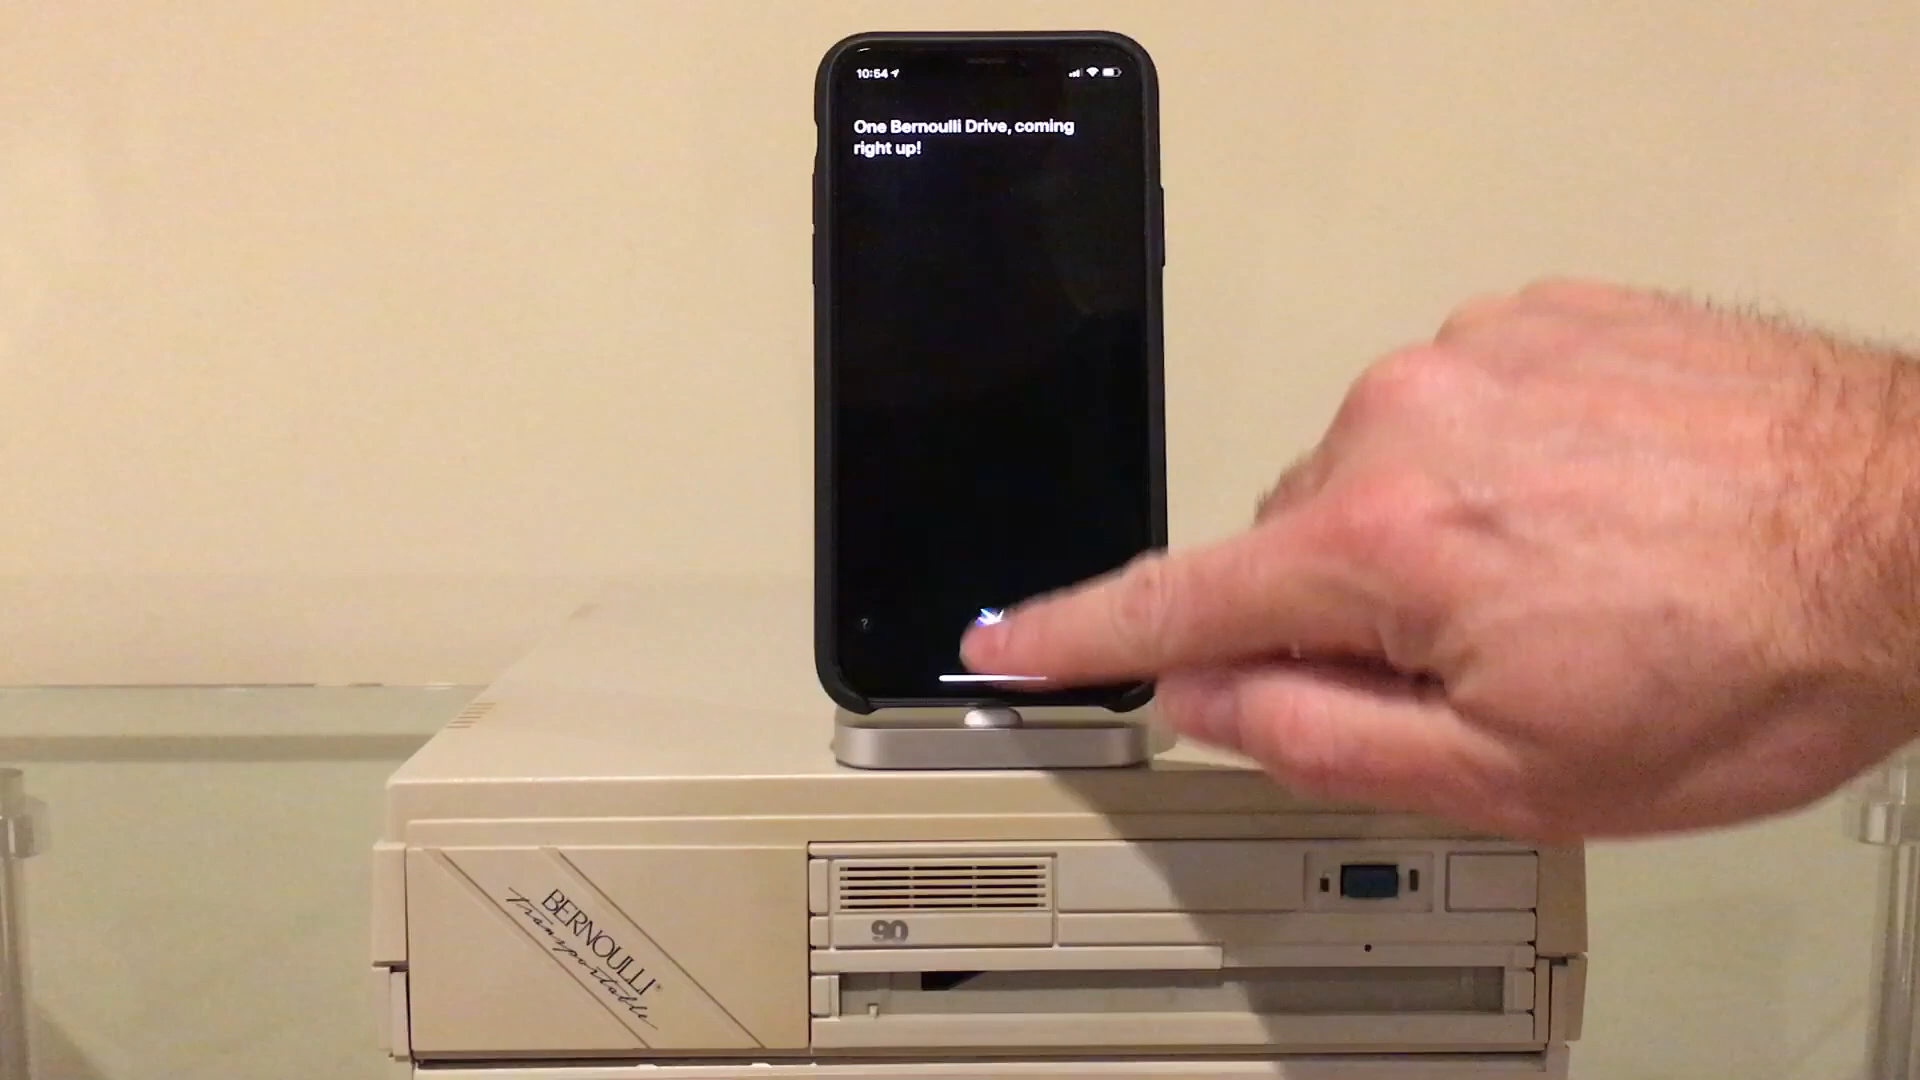 10:54
One Bernoulli Drive, coming
right up!
?
BERNOULLI®
Transportable
90